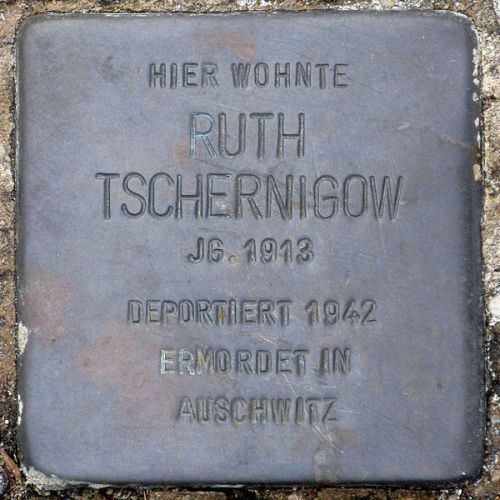 HIER WOHNTE
RUTH
TSCHERNIGOW
JG. 1913
DEPORTIERT 1942
ERMORDET IN
AUSCHWITZ